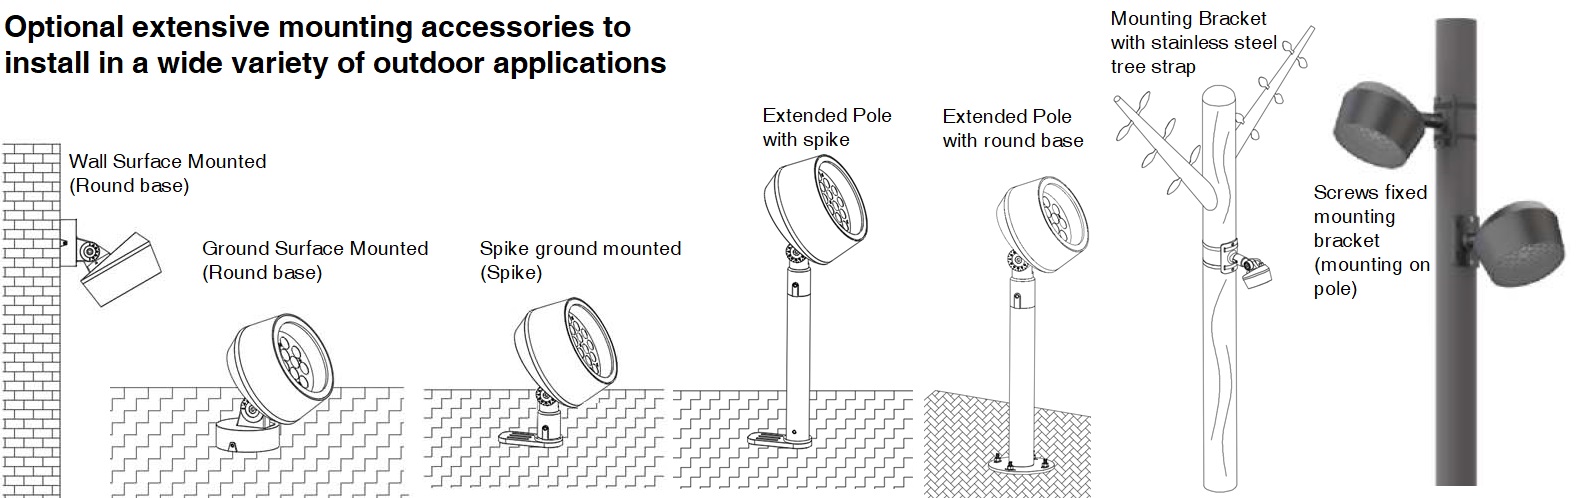 Optional extensive mounting accessories to
install in a wide variety of outdoor applications
Wall Surface Mounted
(Round base)
Ground Surface Mounted
(Round base)
Spike ground mounted
(Spike)
Extended Pole
with spike
Extended Pole
with round base
Mounting Bracket
with stainless steel
tree strap
Screws fixed
mounting
bracket
(mounting on
pole)